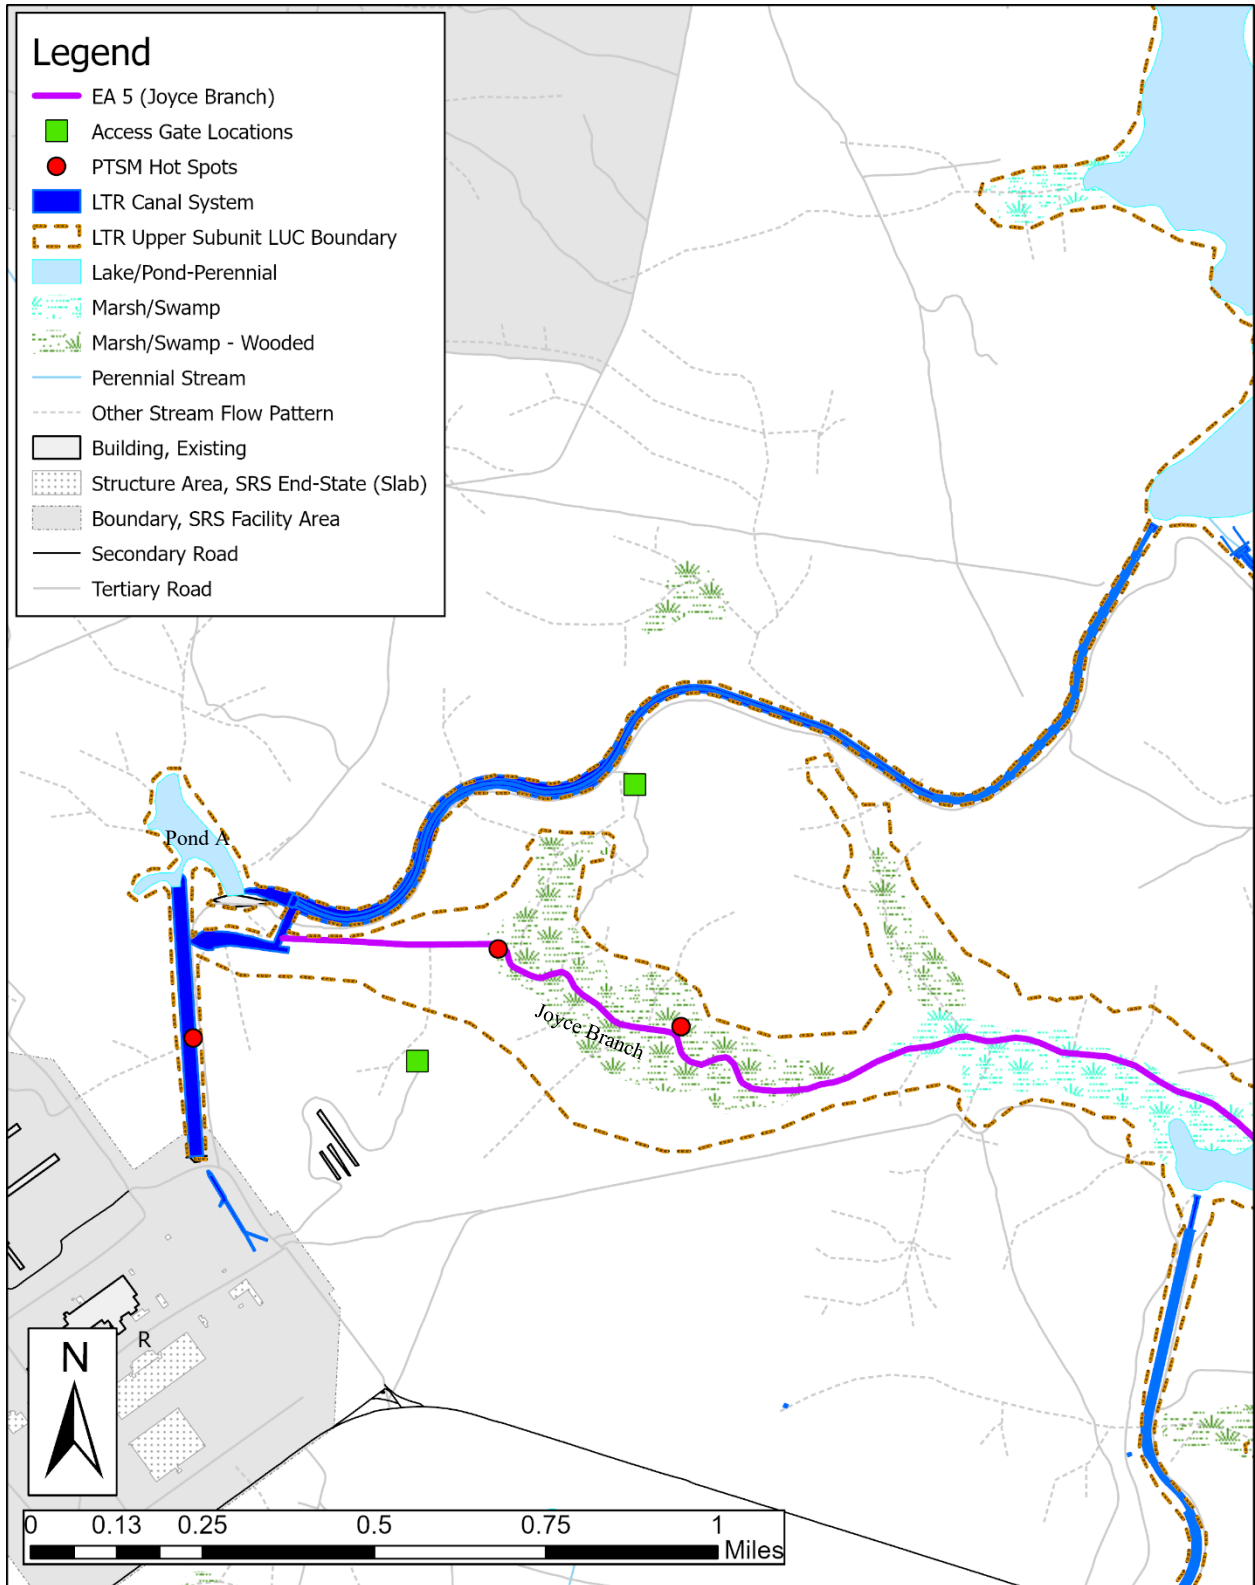 Legend
EA 5 (Joyce Branch)
Access Gate Locations
PTSM Hot Spots
LTR Canal System
LTR Upper Subunit LUC Boundary
Lake/Pond-Perennial
Marsh/Swamp
Marsh/Swamp - Wooded
Perennial Stream
Other Stream Flow Pattern
Building, Existing
Structure Area, SRS End-State (Slab)
Boundary, SRS Facility Area
Secondary Road
Tertiary Road
Pond A
Joyce Branch
R
N
0 0.13 0.25 0.5 0.75 1
Miles